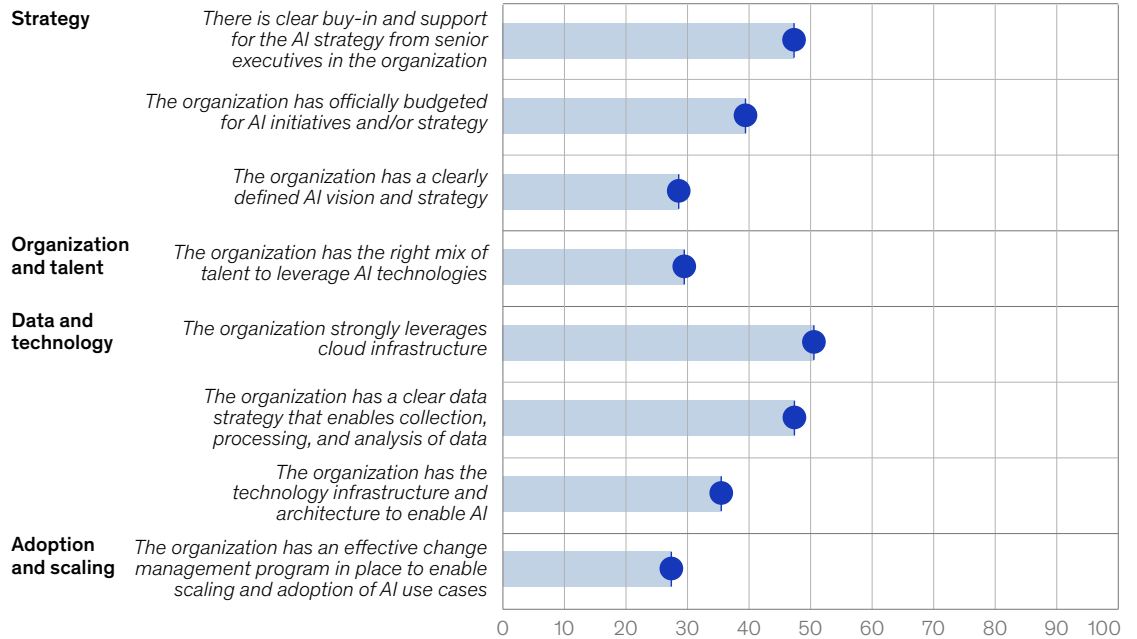 Strategy
There is clear buy-in and support
for the AI strategy from senior
executives in the organization
The organization has officially budgeted
for AI initiatives and/or strategy
The organization has a clearly
defined AI vision and strategy
Organization
and talent
The organization has the right mix of
talent to leverage AI technologies
Data and
technology
The organization strongly leverages
cloud infrastructure
The organization has a clear data
strategy that enables collection,
processing, and analysis of data
The organization has the
technology infrastructure and
architecture to enable AI
Adoption
and scaling
The organization has an effective change
management program in place to enable
scaling and adoption of AI use cases
0 10 20 30 40 50 60 70 80 90 100